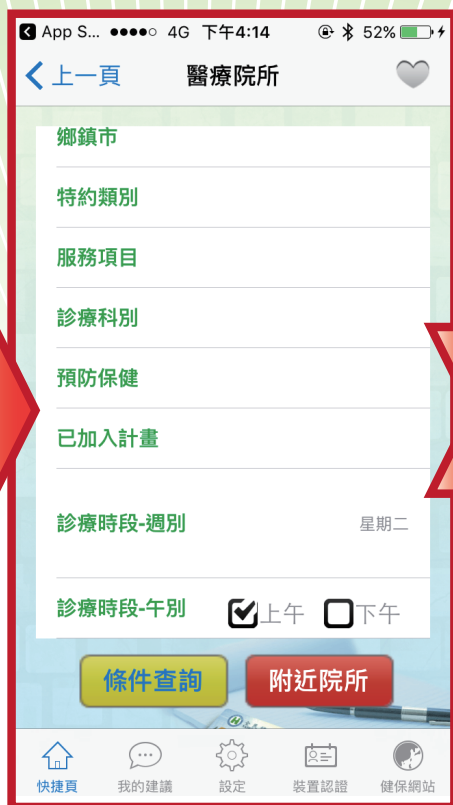 App S... 4G 下午4:14 52%
上一頁 醫療院所
鄉鎮市
特約類別
服務項目
診療科別
預防保健
已加入計畫
診療時段-週別 星期二
診療時段-午別 上午 下午
條件查詢 附近院所
快捷頁 我的建議 設定 裝置認證 健保網站